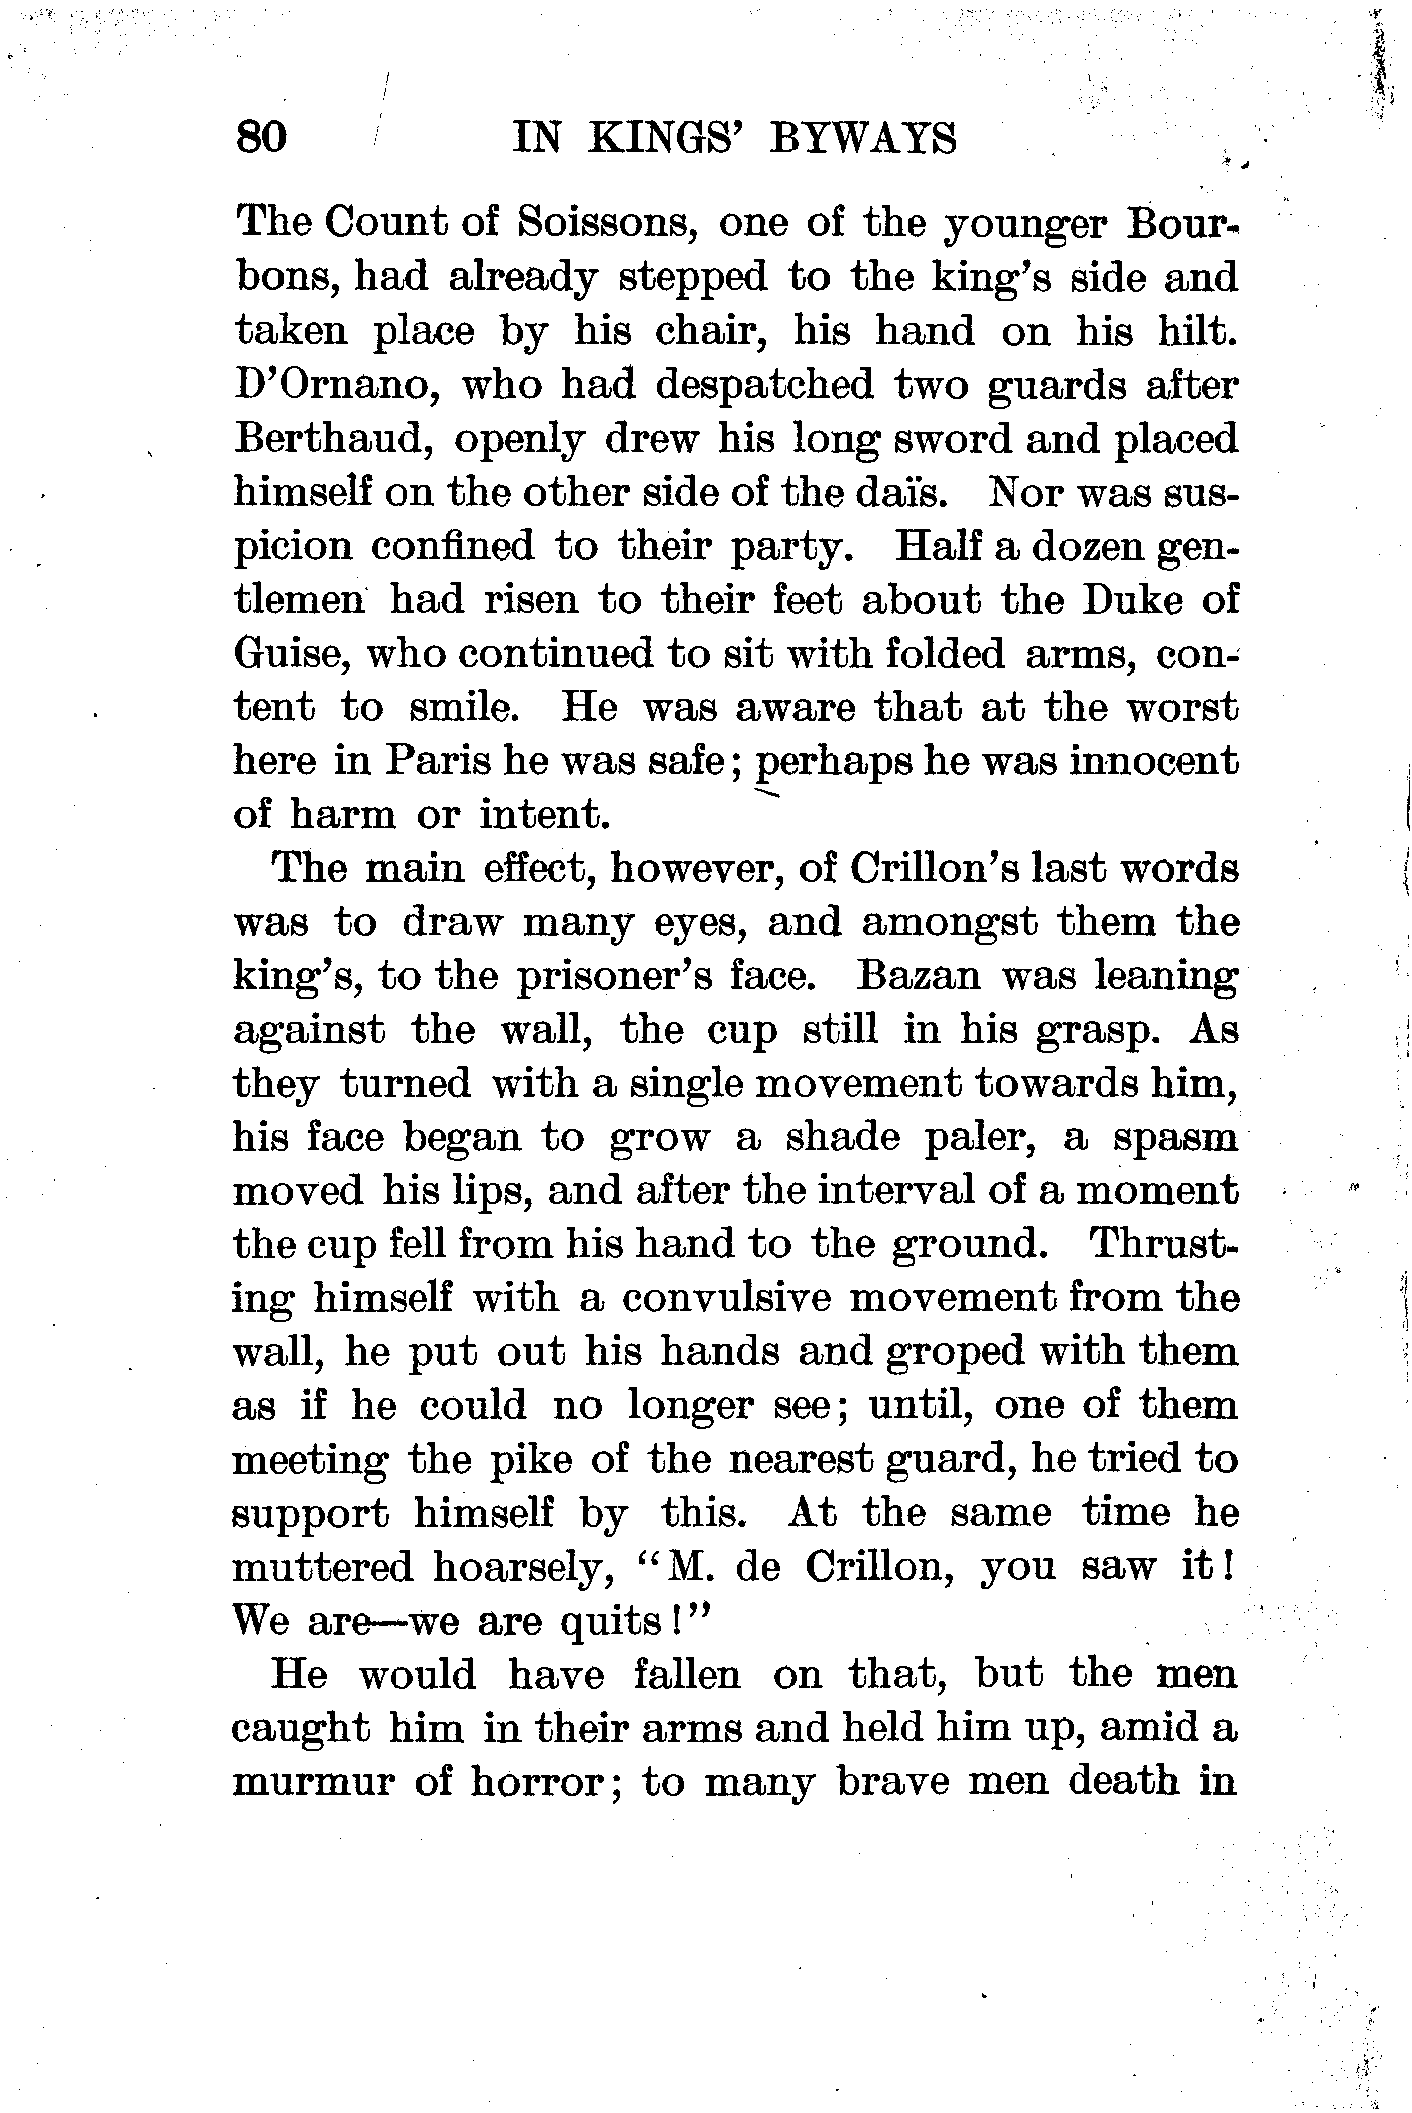 80 IN KINGS' BYWAYS
The Count of Soissons, one of the younger Bour-
bons, had already stepped to the king's side and
taken place by his chair, his hand on his hilt.
D'Ornano, who had despatched two guards after
Berthaud, openly drew his long sword and placed
himself on the other side of the daïs. Nor was sus-
picion confined to their party. Half a dozen gen-
tlemen had risen to their feet about the Duke of
Guise, who continued to sit with folded arms, con-
tent to smile. He was aware that at the worst
here in Paris he was safe; perhaps he was innocent
of harm or intent.
The main effect, however, of Crillon's last words
was to draw many eyes, and amongst them the
king's, to the prisoner's face. Bazan was leaning
against the wall, the cup still in his grasp. As
they turned with a single movement towards him,
his face began to grow a shade paler, a spasm
moved his lips, and after the interval of a moment
the cup fell from his hand to the ground. Thrust-
ing himself with a convulsive movement from the
wall, he put out his hands and groped with them
as if he could no longer see; until, one of them
meeting the pike of the nearest guard, he tried to
support himself by this. At the same time he
muttered hoarsely, "M. de Crillon, you saw it!
We are—we are quits!"
He would have fallen on that, but the men
caught him in their arms and held him up, amid a
murmur of horror; to many brave men death in